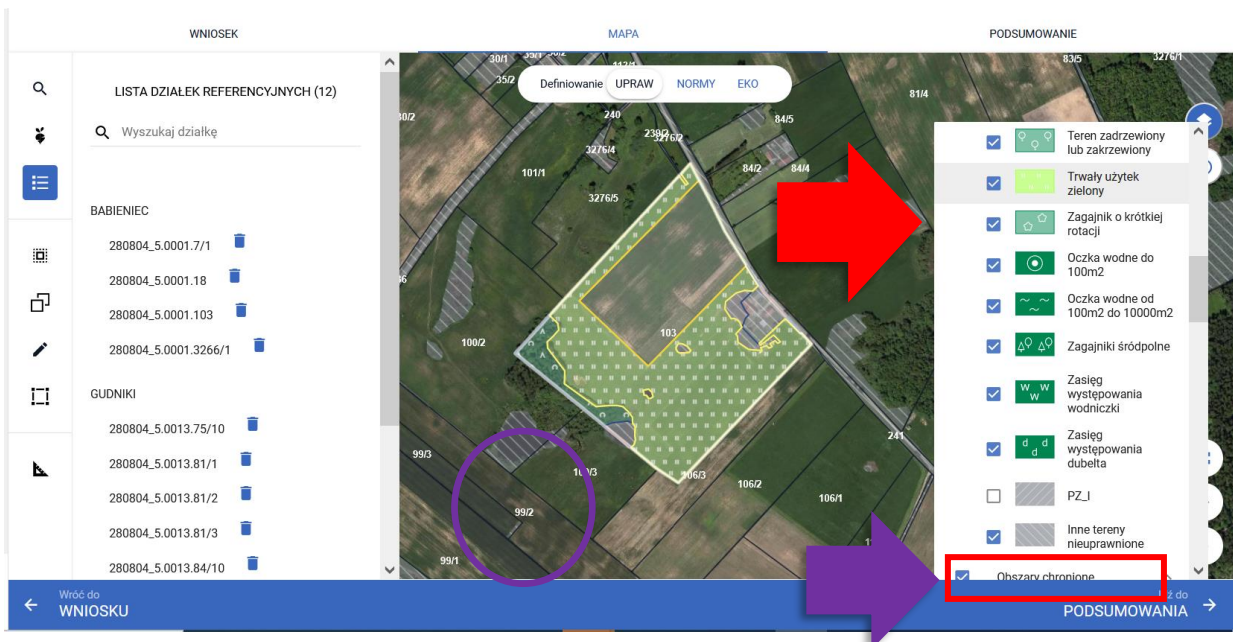 WNIOSEK
MAPA
PODSUMOWANIE
LISTA DZIAŁEK REFERENCYJNYCH (12)
Wyszukaj działkę
BABIENIEC
280804_5.0001.7/1
280804_5.0001.18
280804_5.0001.103
280804_5.0001.3266/1
GUDNIKI
280804_5.0013.75/10
280804_5.0013.81/1
280804_5.0013.81/2
280804_5.0013.81/3
280804_5.0013.84/10
Definiowanie UPRAW NORMY EKO
30/1
35/2
83/5
3276/1
81/4
240
84/5
3276/2
3276/4
101/1
84/2
84/4
3276/5
103
100/2
241
99/3
106/3
106/2
106/1
99/2
99/1
Teren zadrzewiony
lub zakrzewiony
Trwały użytek
zielony
Zagajnik o krótkiej
rotacji
Oczka wodne do
100m2
Oczka wodne od
100m2 do 10000m2
Zagajniki śródpolne
W W
W
Zasięg
występowania
wodniczki
d d
d
Zasięg
występowania
dubelta
PZ_I
Inne tereny
nieuprawnione
Obszary chronione
Wróć do
WNIOSKU
do
PODSUMOWANIA